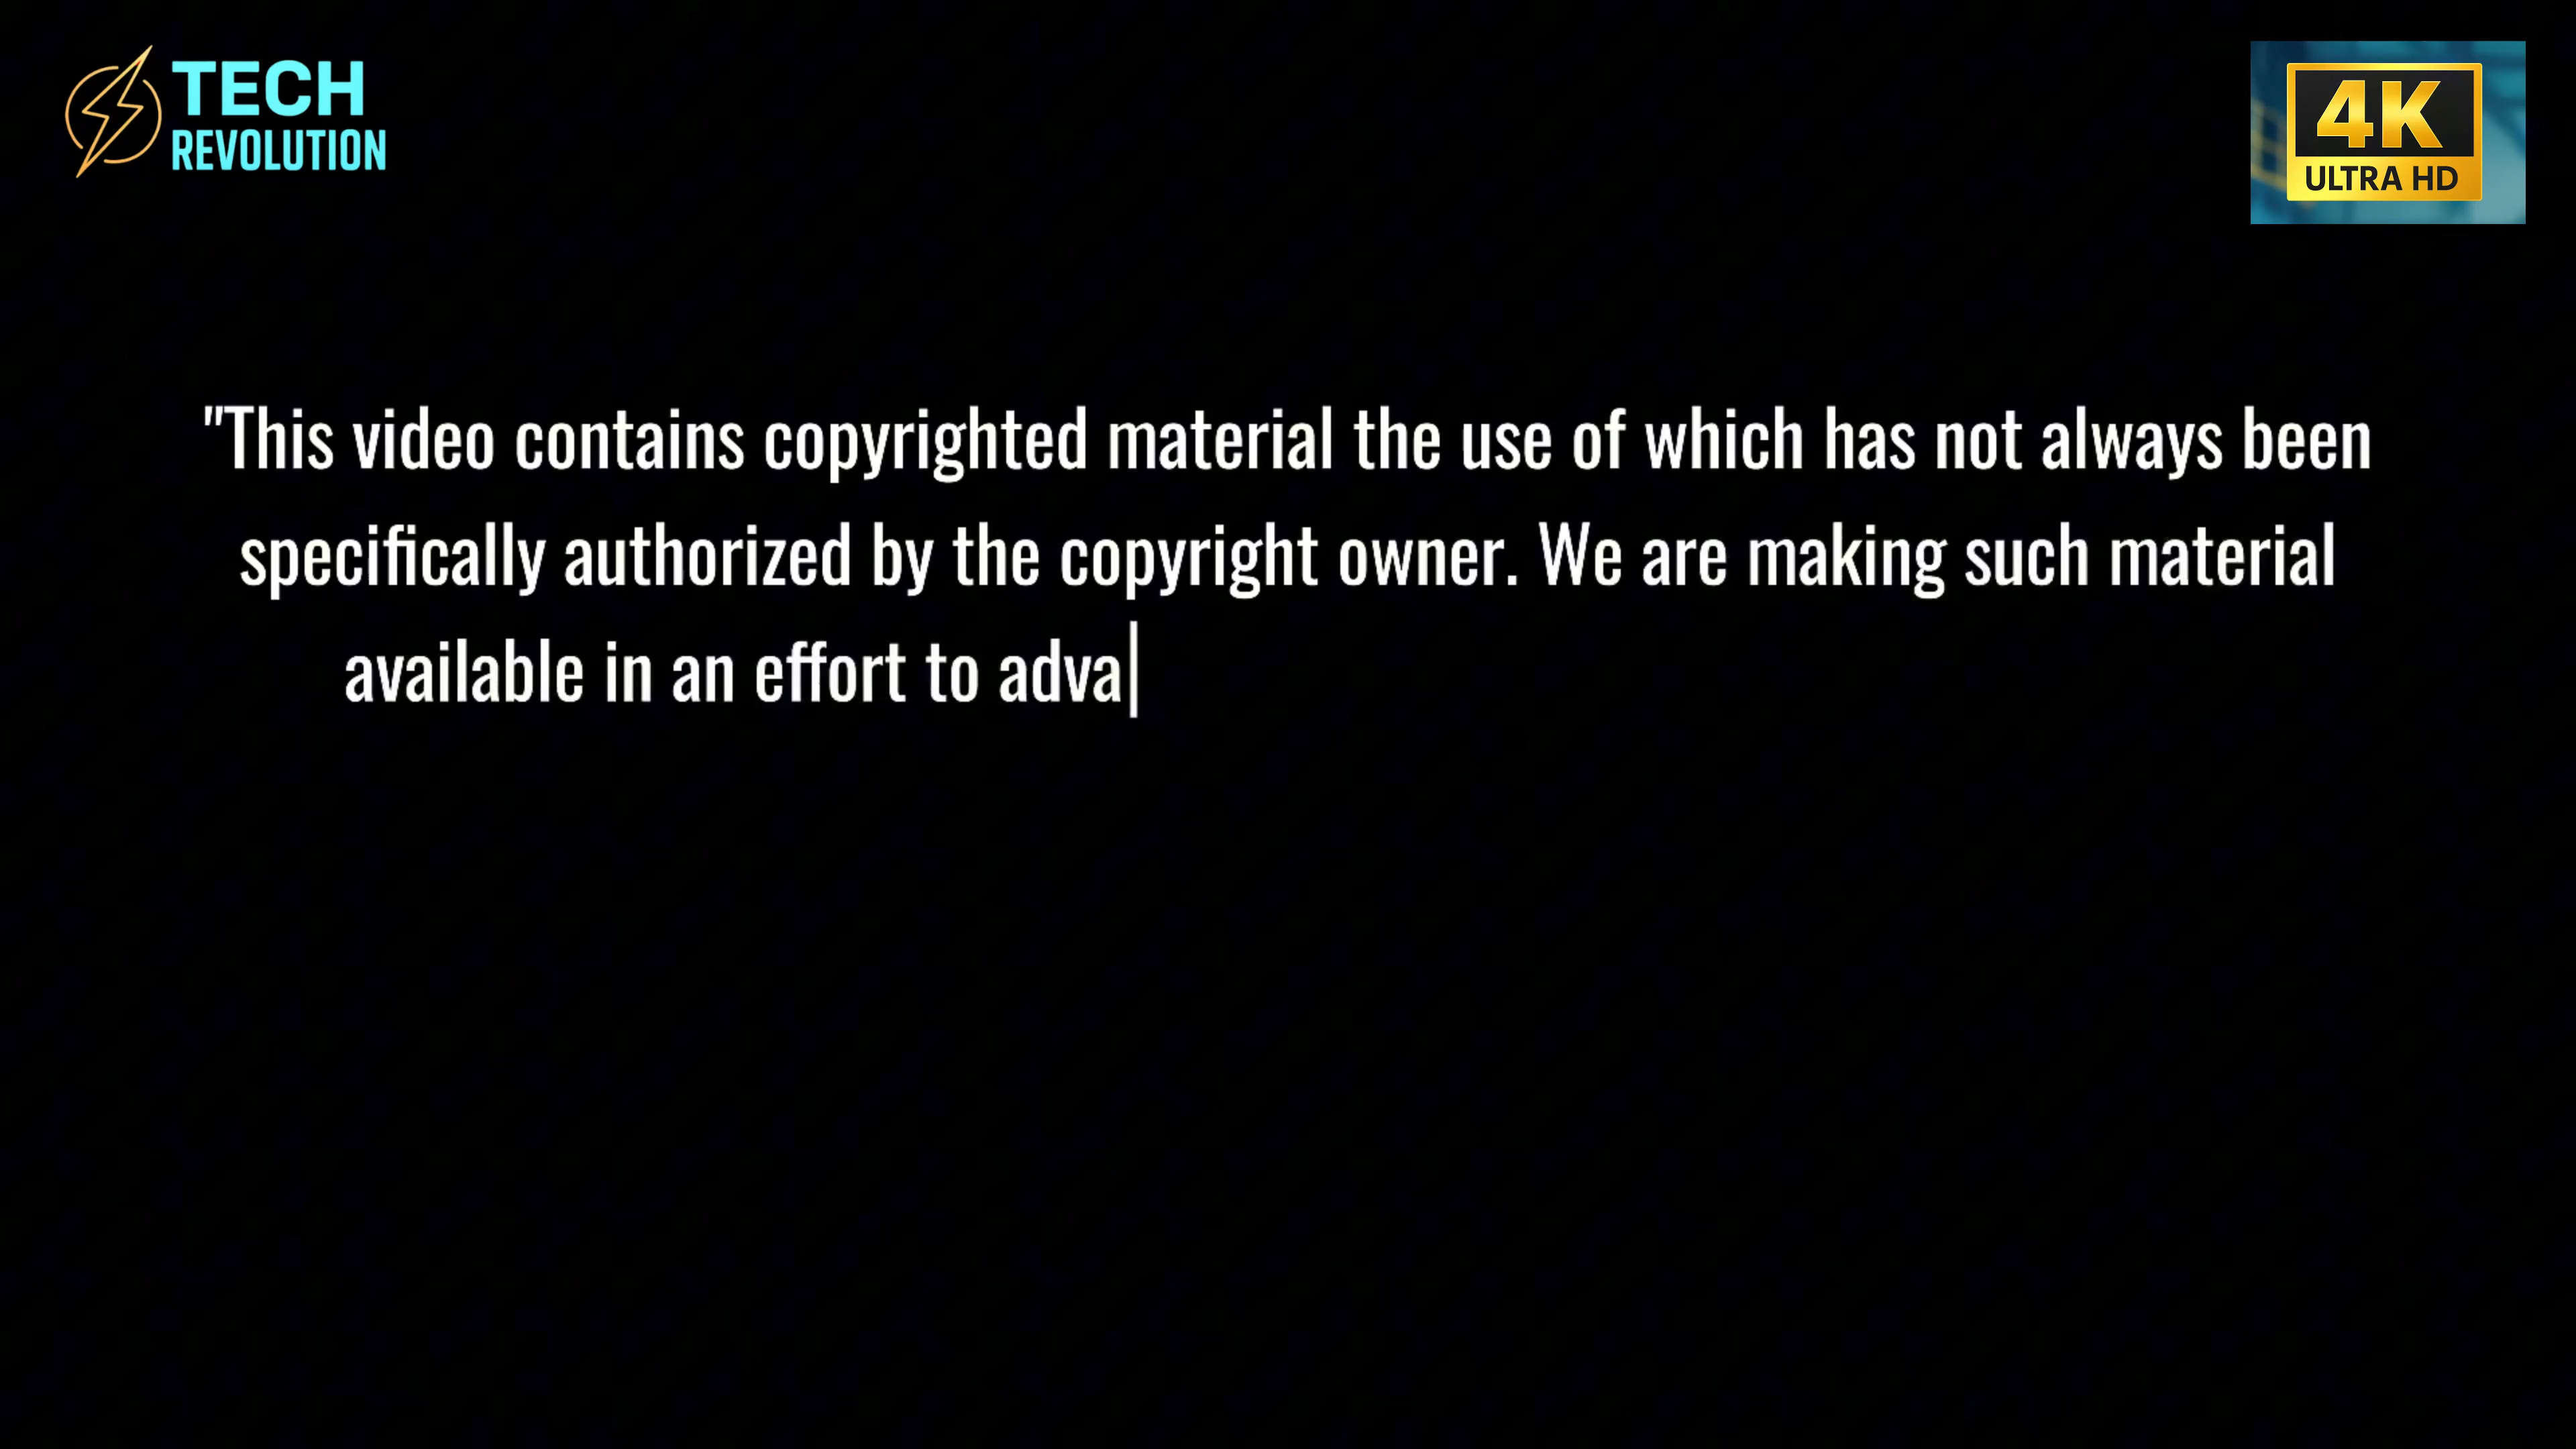 TECH
REVOLUTION
4K
ULTRA HD
"This video contains copyrighted material the use of which has not always been
specifically authorized by the copyright owner. We are making such material
available in an effort to adva